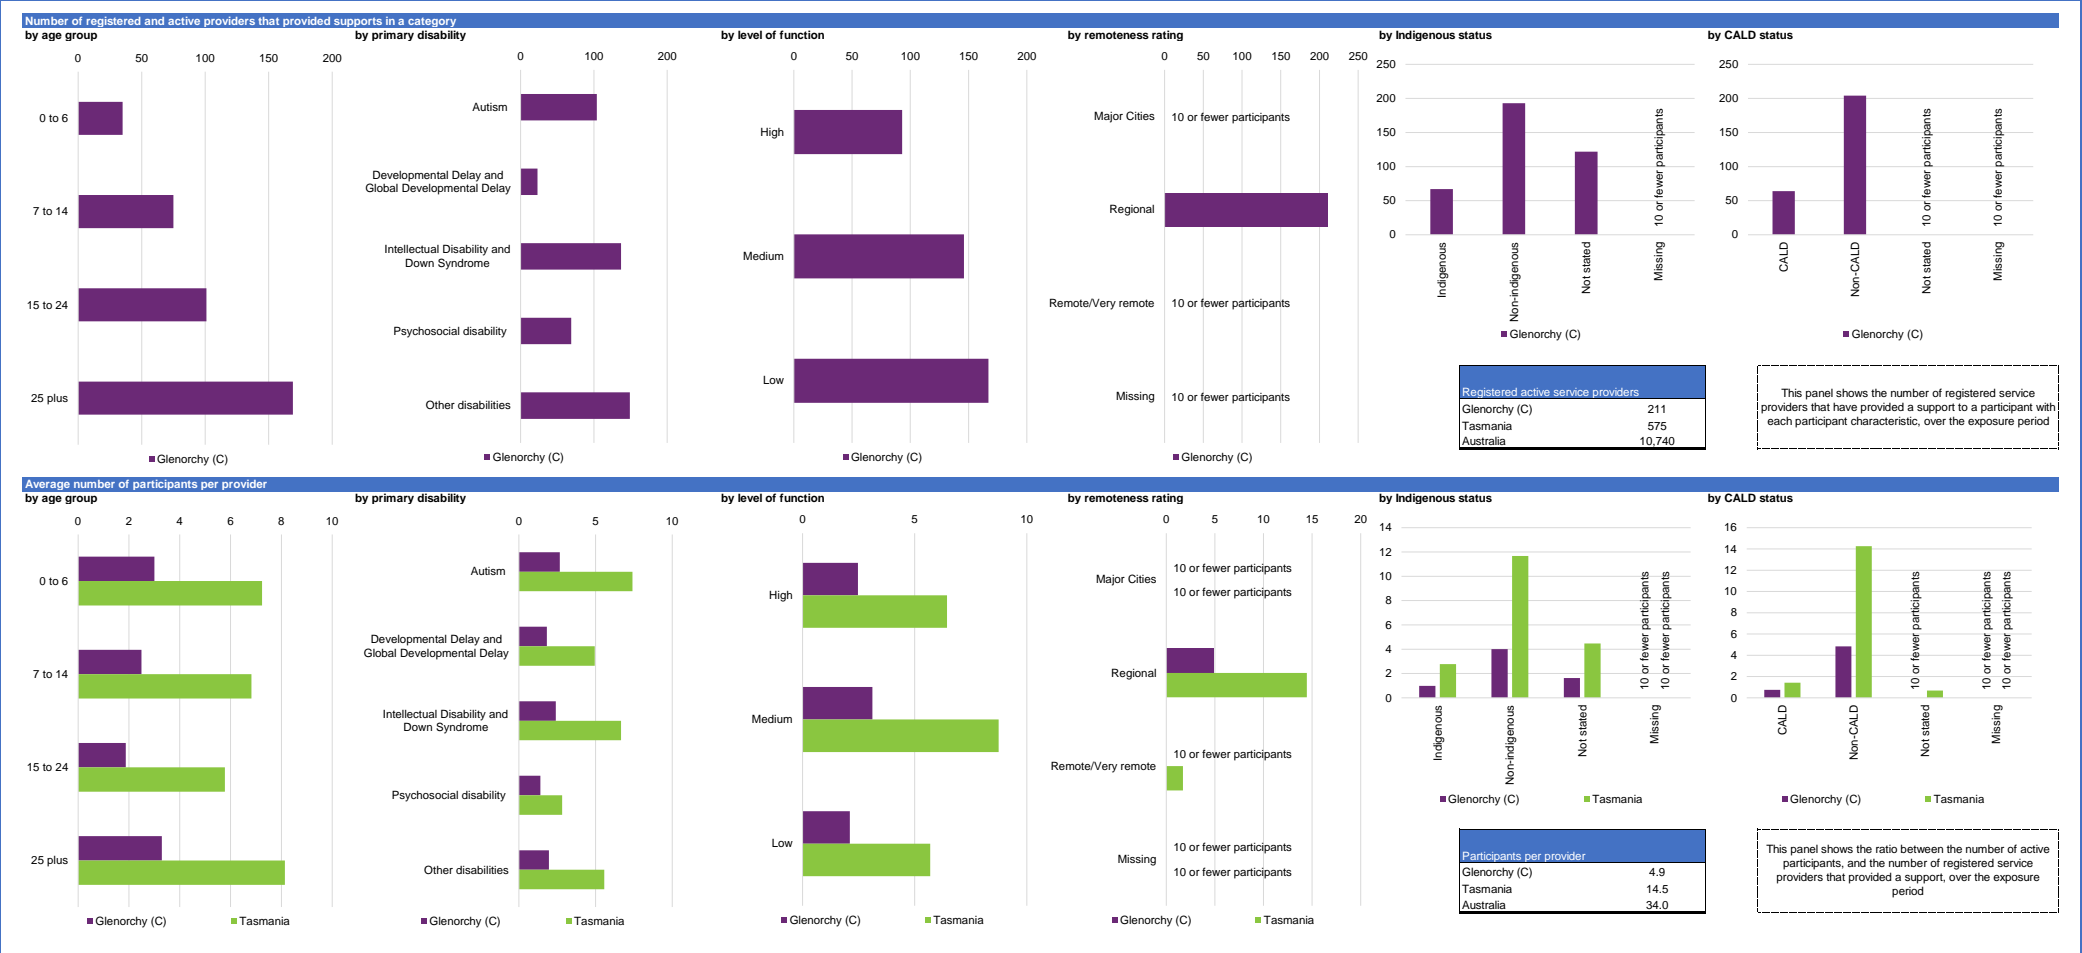 Number of registered and active providers that provided supports in a category
by age group
0 50 100 150 200
0 to 6
7 to 14
15 to 24
25 plus
Glenorchy (C)
by primary disability
0 100 200
Autism
Developmental Delay and
Global Developmental Delay
Intellectual Disability and
Down Syndrome
Psychosocial disability
Other disabilities
Glenorchy (C)
by level of function
0 50 100 150 200
High
Medium
Low
Glenorchy (C)
by remoteness rating
0 50 100 150 200 250
Major Cities 10 or fewer participants
Regional
Remote/Very remote 10 or fewer participants
Missing 10 or fewer participants
Glenorchy (C)
by Indigenous status
250
200
150
100
50
0
10 or fewer participants
Indigenous
Non-indigenous
Not stated
Missing
Glenorchy (C)
by CALD status
250
200
150
100
50
0
10 or fewer participants
10 or fewer participants
CALD
Non-CALD
Not stated
Missing
Glenorchy (C)
Registered active service providers
Glenorchy (C) 211
Tasmania 575
Australia 10,740
This panel shows the number of registered service
providers that have provided a support to a participant with
each participant characteristic, over the exposure period
Average number of participants per provider
by age group
0 2 4 6 8 10
0 to 6
7 to 14
15 to 24
25 plus
Glenorchy (C) Tasmania
by primary disability
0 5 10
Autism
Developmental Delay and
Global Developmental Delay
Intellectual Disability and
Down Syndrome
Psychosocial disability
Other disabilities
Glenorchy (C) Tasmania
by level of function
0 5 10
High
Medium
Low
Glenorchy (C) Tasmania
by remoteness rating
0 5 10 15 20
Major Cities
10 or fewer participants
10 or fewer participants
Regional
Remote/Very remote
10 or fewer participants
Missing
10 or fewer participants
10 or fewer participants
Glenorchy (C) Tasmania
by Indigenous status
14
12
10
8
6
4
2
0
10 or fewer participants
10 or fewer participants
Indigenous
Non-indigenous
Not stated
Missing
Glenorchy (C) Tasmania
by CALD status
16
14
12
10
8
6
4
2
0
10 or fewer participants
10 or fewer participants
10 or fewer participants
CALD
Non-CALD
Not stated
Missing
Glenorchy (C) Tasmania
Participants per provider
Glenorchy (C) 4.9
Tasmania 14.5
Australia 34.0
This panel shows the ratio between the number of active
participants, and the number of registered service
providers that provided a support, over the exposure
period